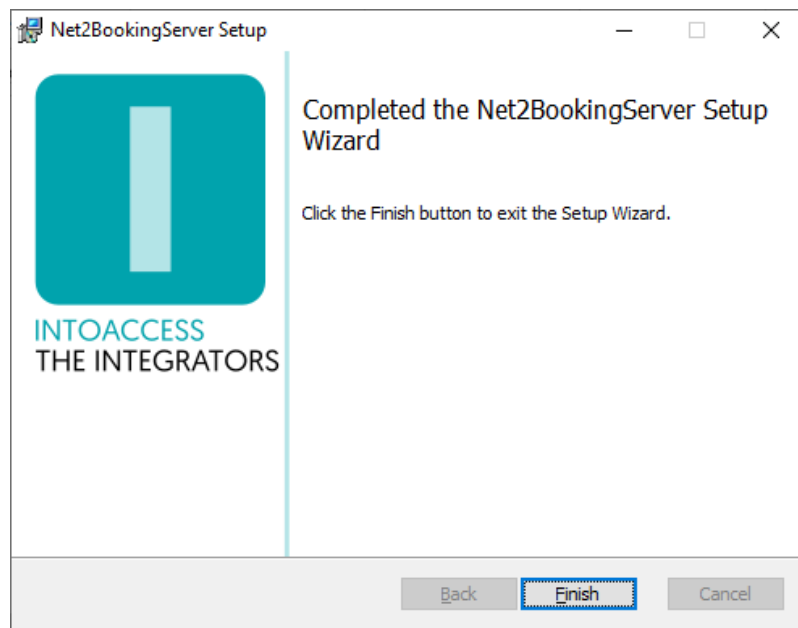 Net2BookingServer Setup
Completed the Net2BookingServer Setup
Wizard
Click the Finish button to exit the Setup Wizard.
INTOACCESS
THE INTEGRATORS
Back
Finish
Cancel